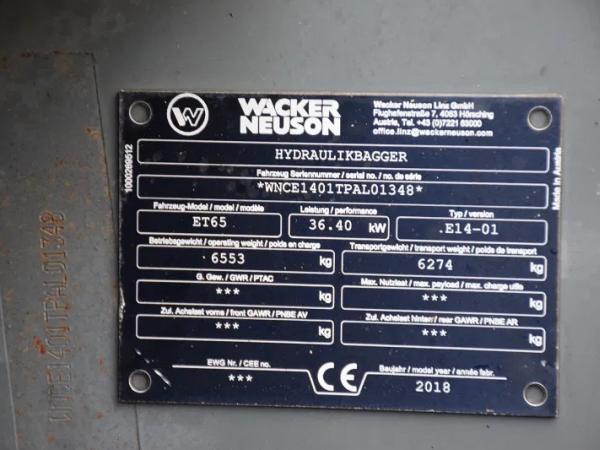 WACKER
NEUSON
Wacker Neuson Linz GmbH
Flughafenstraße 7, 4063 Hörsching
Austria, Tel. +43 (0)7221 63000
office.linz@wackerneuson.com
HYDRAULIKBAGGER
Fahrzeug Seriennummer / serial no. / no. de série
*WNCE1401TPAL01348*
Fahrzeug-Model / model / modèle
ET65
Leistung / performance
36.40 kW
Typ / version
E14-01
Betriebsgewicht / operating weight / poids en charge
6553 kg
Transportgewicht / transport weight / poids de transport
6274 kg
G. Gew. / GWR / PTAC
*** kg
Max. Nutzlast / max. payload / max. charge utile
*** kg
Zul. Achslast vorne / front GAWR / PNBE AV
*** kg
Zul. Achslast hinten / rear GAWR / PNBE AR
*** kg
EWG Nr. / CEE no.
***
CE
Baujahr / model year / année fabr.
2018
1000269512
Made in Austria
WNCE1401TPAL01348